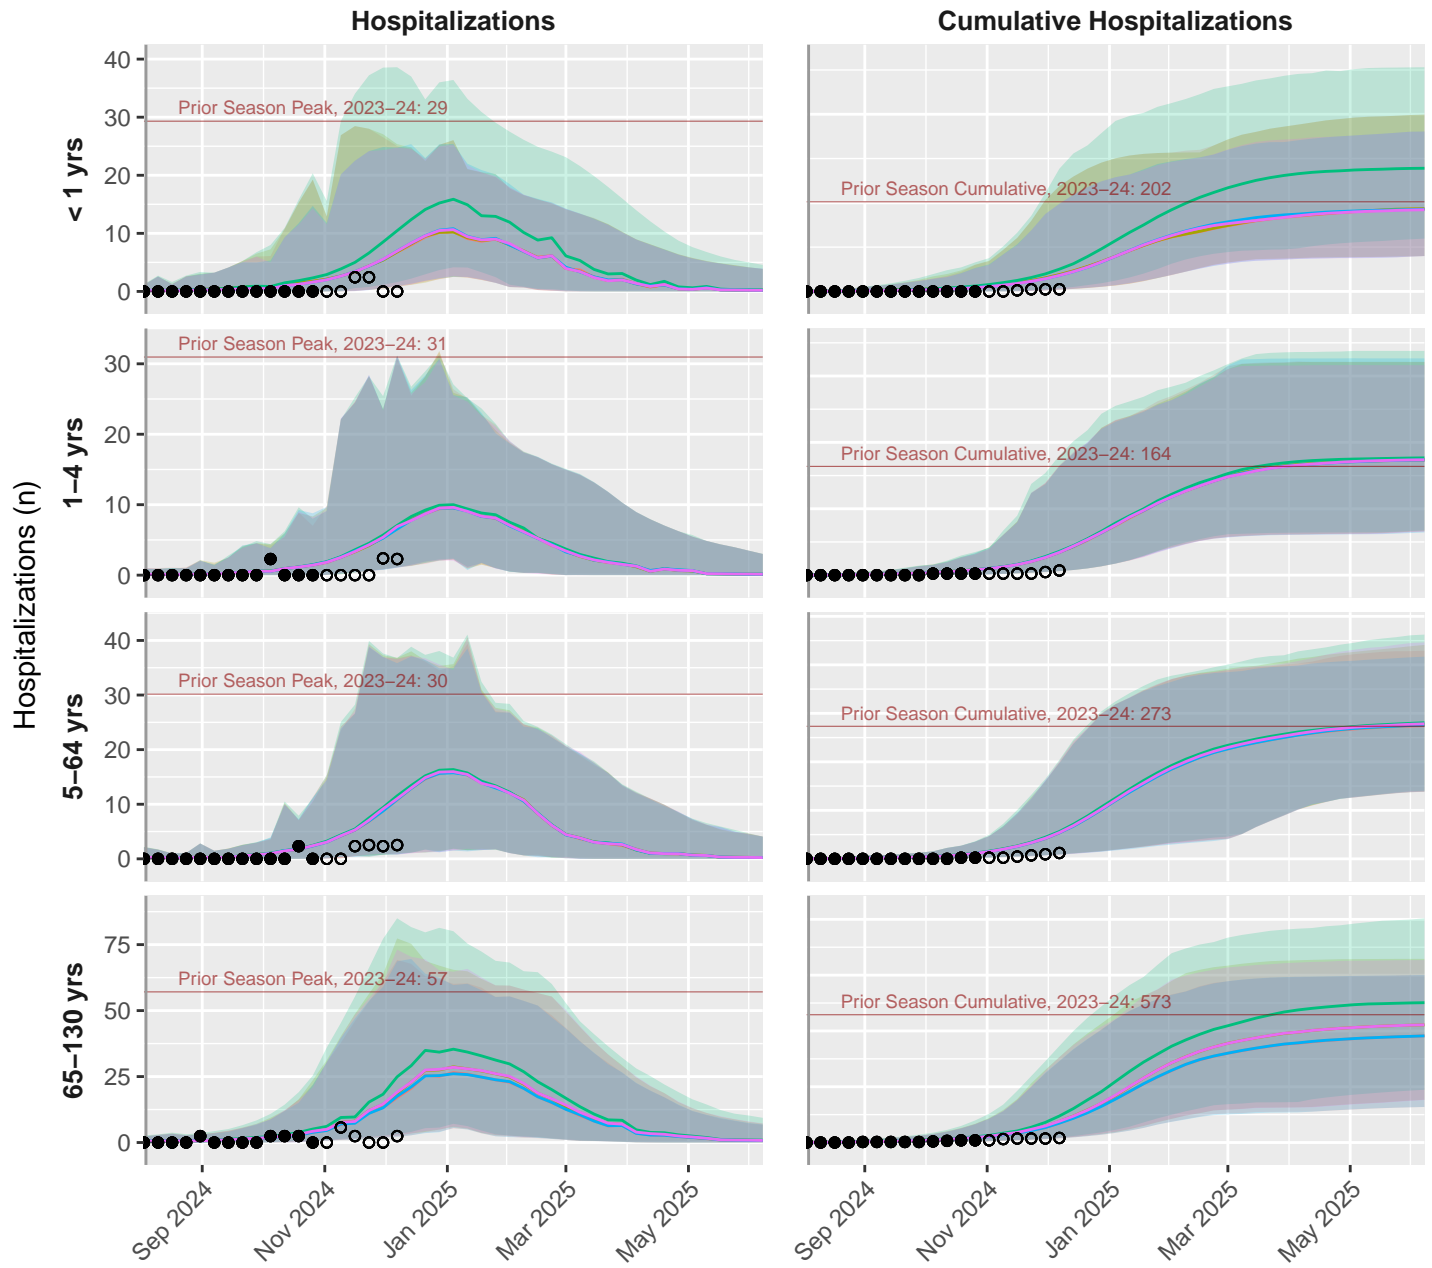 Hospitalizations
Cumulative Hospitalizations
Hospitalizations (n)
< 1 yrs
40
30
20
10
0
Prior Season Peak, 2023–24: 29
Prior Season Cumulative, 2023–24: 202
1–4 yrs
30
20
10
0
Prior Season Peak, 2023–24: 31
Prior Season Cumulative, 2023–24: 164
5–64 yrs
40
30
20
10
0
Prior Season Peak, 2023–24: 30
Prior Season Cumulative, 2023–24: 273
65–130 yrs
75
50
25
0
Prior Season Peak, 2023–24: 57
Prior Season Cumulative, 2023–24: 573
Sep 2024
Nov 2024
Jan 2025
Mar 2025
May 2025
Sep 2024
Nov 2024
Jan 2025
Mar 2025
May 2025